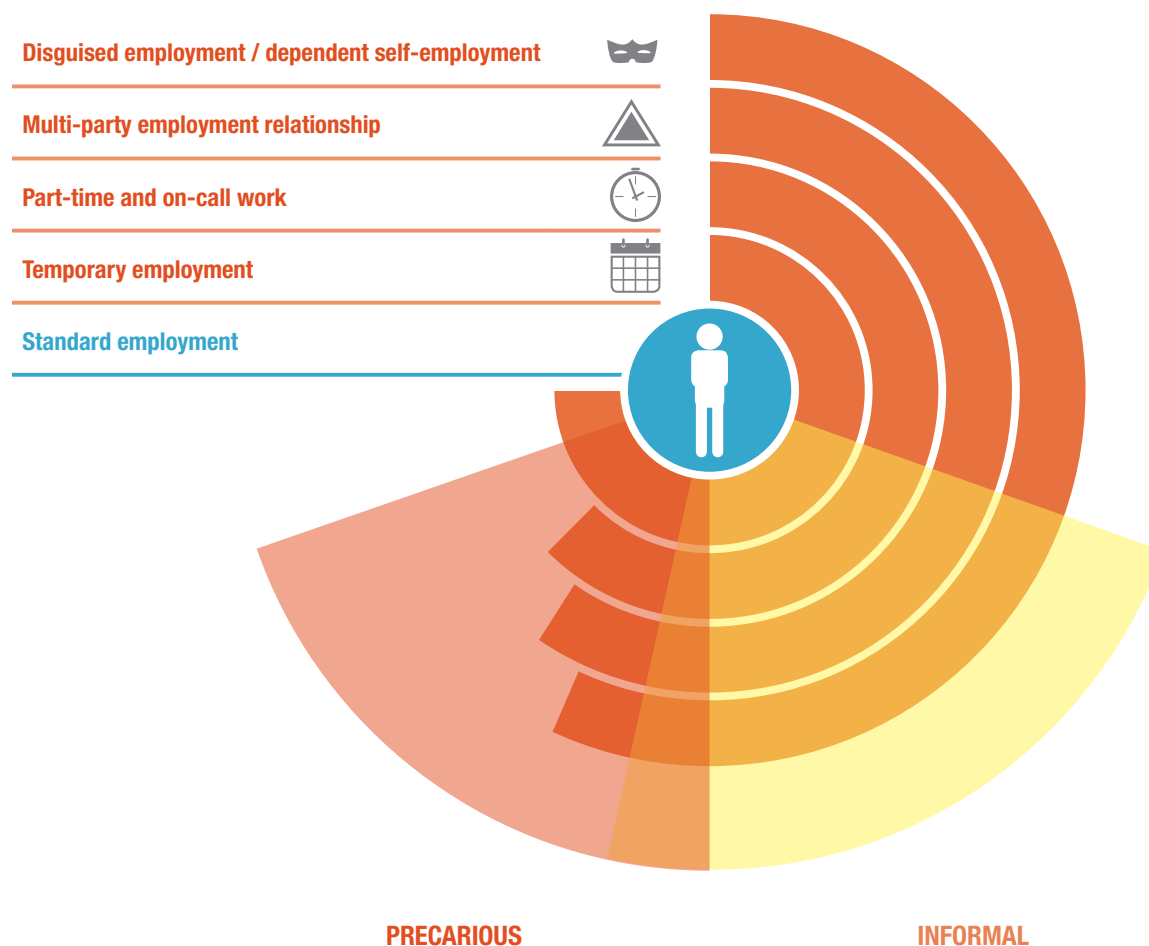 Disguised employment / dependent self-employment
Multi-party employment relationship
Part-time and on-call work
Temporary employment
Standard employment
PRECARIOUS
INFORMAL